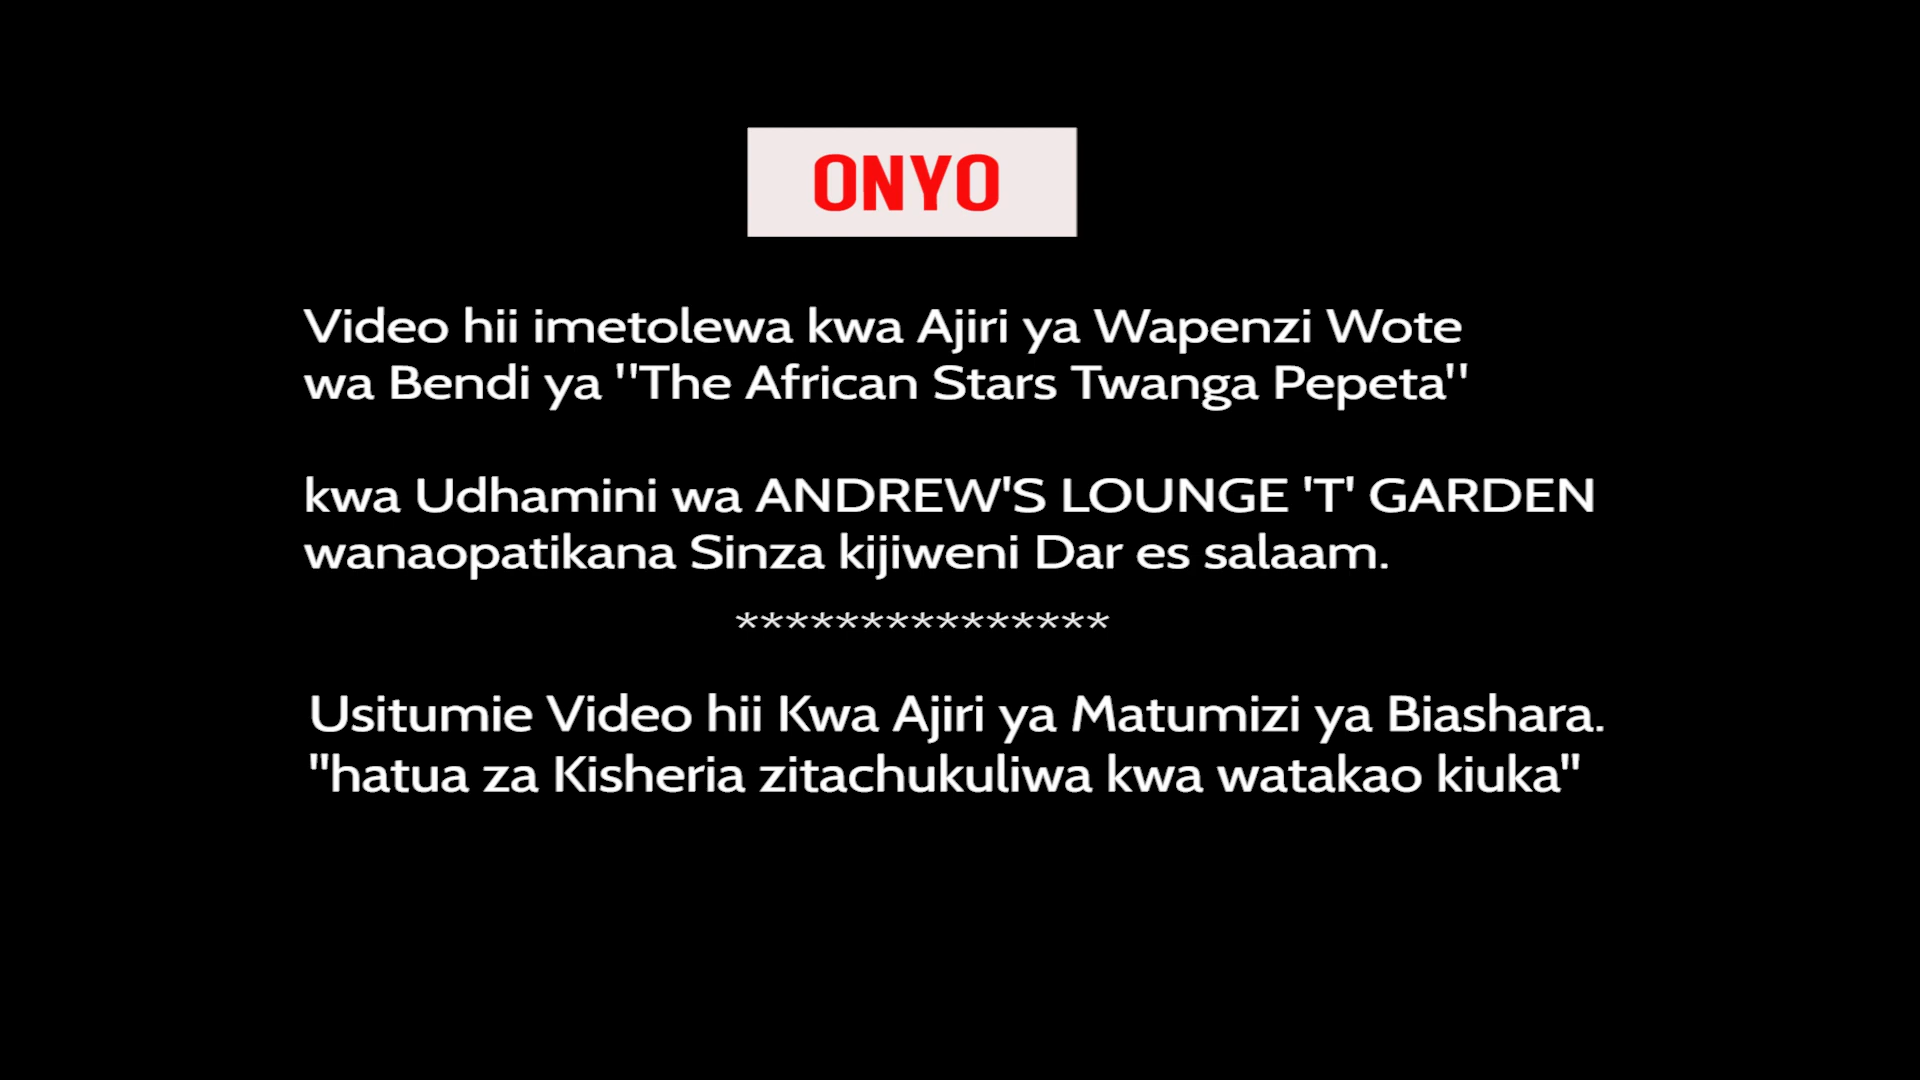 ONYO
Video hii imetolewa kwa Ajiri ya Wapenzi Wote
wa Bendi ya "The African Stars Twanga Pepeta"
kwa Udhamini wa ANDREW'S LOUNGE 'T' GARDEN
wanaopatikana Sinza kijiweni Dar es salaam.
***************
Usitumie Video hii Kwa Ajiri ya Matumizi ya Biashara.
"hatua za Kisheria zitachukuliwa kwa watakao kiuka"